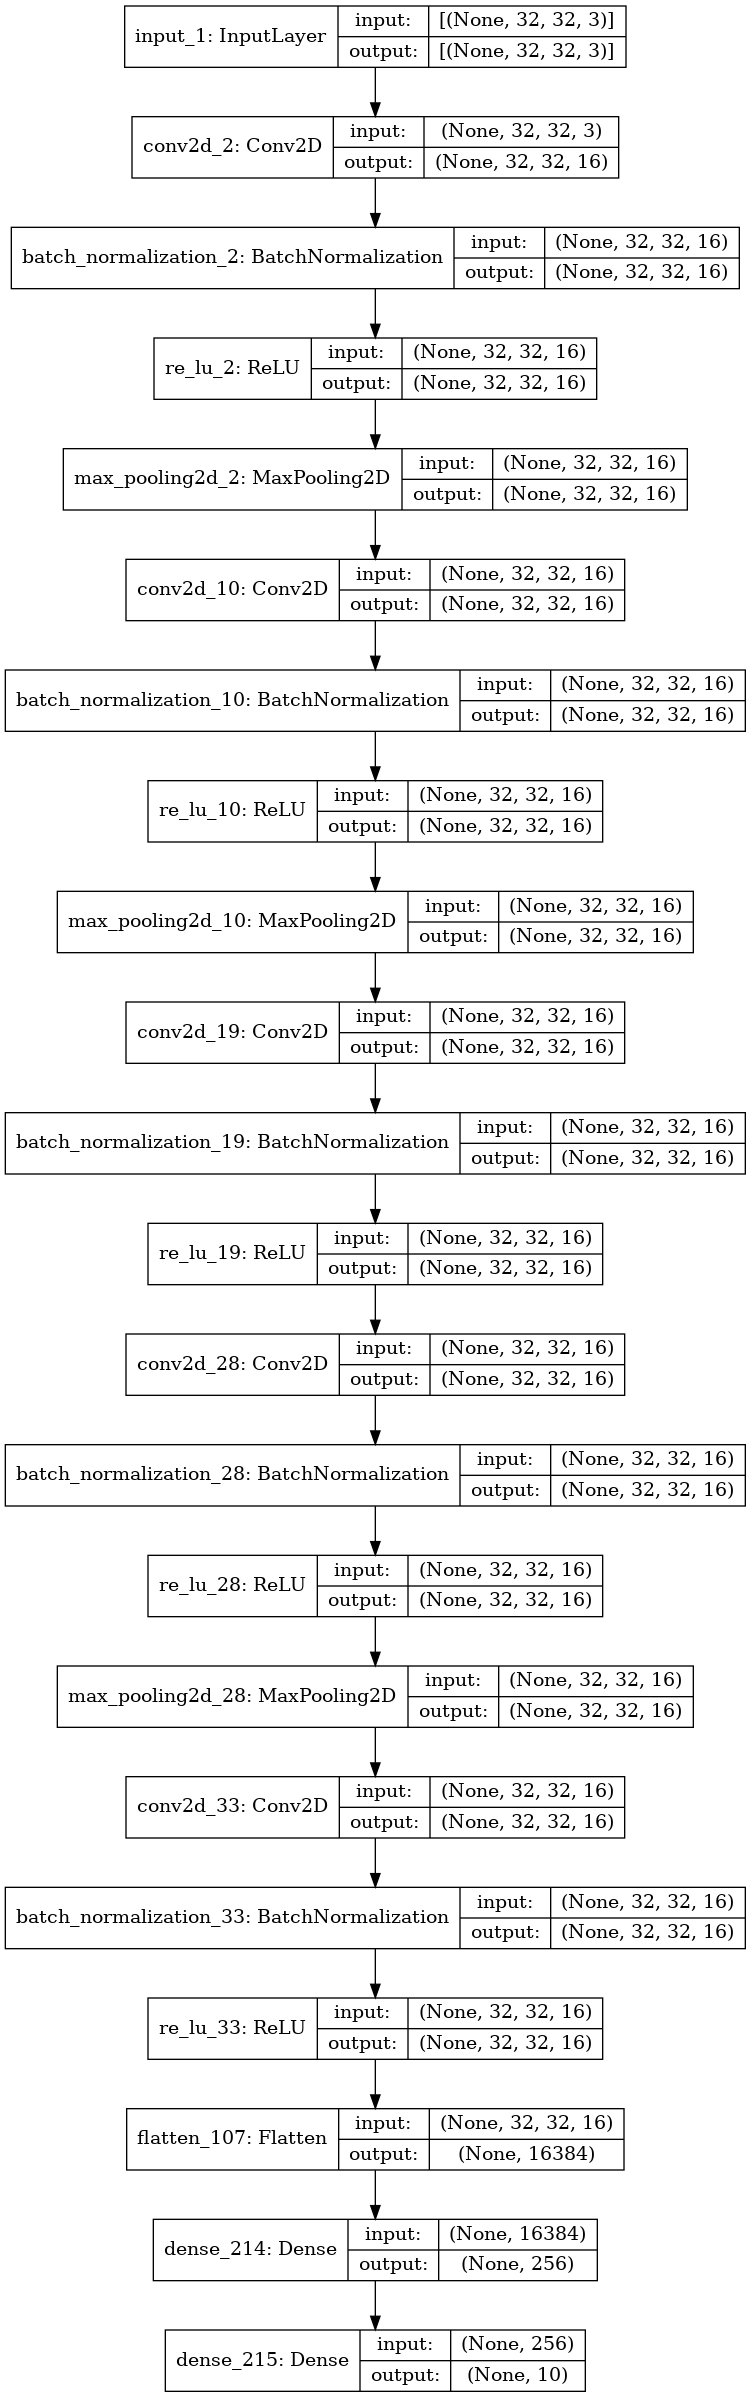 input_1: InputLayer input: [(None, 32, 32, 3)]
output: [(None, 32, 32, 3)]
conv2d_2: Conv2D input: (None, 32, 32, 3)
output: (None, 32, 32, 16)
batch_normalization_2: BatchNormalization input: (None, 32, 32, 16)
output: (None, 32, 32, 16)
re_lu_2: ReLU input: (None, 32, 32, 16)
output: (None, 32, 32, 16)
max_pooling2d_2: MaxPooling2D input: (None, 32, 32, 16)
output: (None, 32, 32, 16)
conv2d_10: Conv2D input: (None, 32, 32, 16)
output: (None, 32, 32, 16)
batch_normalization_10: BatchNormalization input: (None, 32, 32, 16)
output: (None, 32, 32, 16)
re_lu_10: ReLU input: (None, 32, 32, 16)
output: (None, 32, 32, 16)
max_pooling2d_10: MaxPooling2D input: (None, 32, 32, 16)
output: (None, 32, 32, 16)
conv2d_19: Conv2D input: (None, 32, 32, 16)
output: (None, 32, 32, 16)
batch_normalization_19: BatchNormalization input: (None, 32, 32, 16)
output: (None, 32, 32, 16)
re_lu_19: ReLU input: (None, 32, 32, 16)
output: (None, 32, 32, 16)
conv2d_28: Conv2D input: (None, 32, 32, 16)
output: (None, 32, 32, 16)
batch_normalization_28: BatchNormalization input: (None, 32, 32, 16)
output: (None, 32, 32, 16)
re_lu_28: ReLU input: (None, 32, 32, 16)
output: (None, 32, 32, 16)
max_pooling2d_28: MaxPooling2D input: (None, 32, 32, 16)
output: (None, 32, 32, 16)
conv2d_33: Conv2D input: (None, 32, 32, 16)
output: (None, 32, 32, 16)
batch_normalization_33: BatchNormalization input: (None, 32, 32, 16)
output: (None, 32, 32, 16)
re_lu_33: ReLU input: (None, 32, 32, 16)
output: (None, 32, 32, 16)
flatten_107: Flatten input: (None, 32, 32, 16)
output: (None, 16384)
dense_214: Dense input: (None, 16384)
output: (None, 256)
dense_215: Dense input: (None, 256)
output: (None, 10)